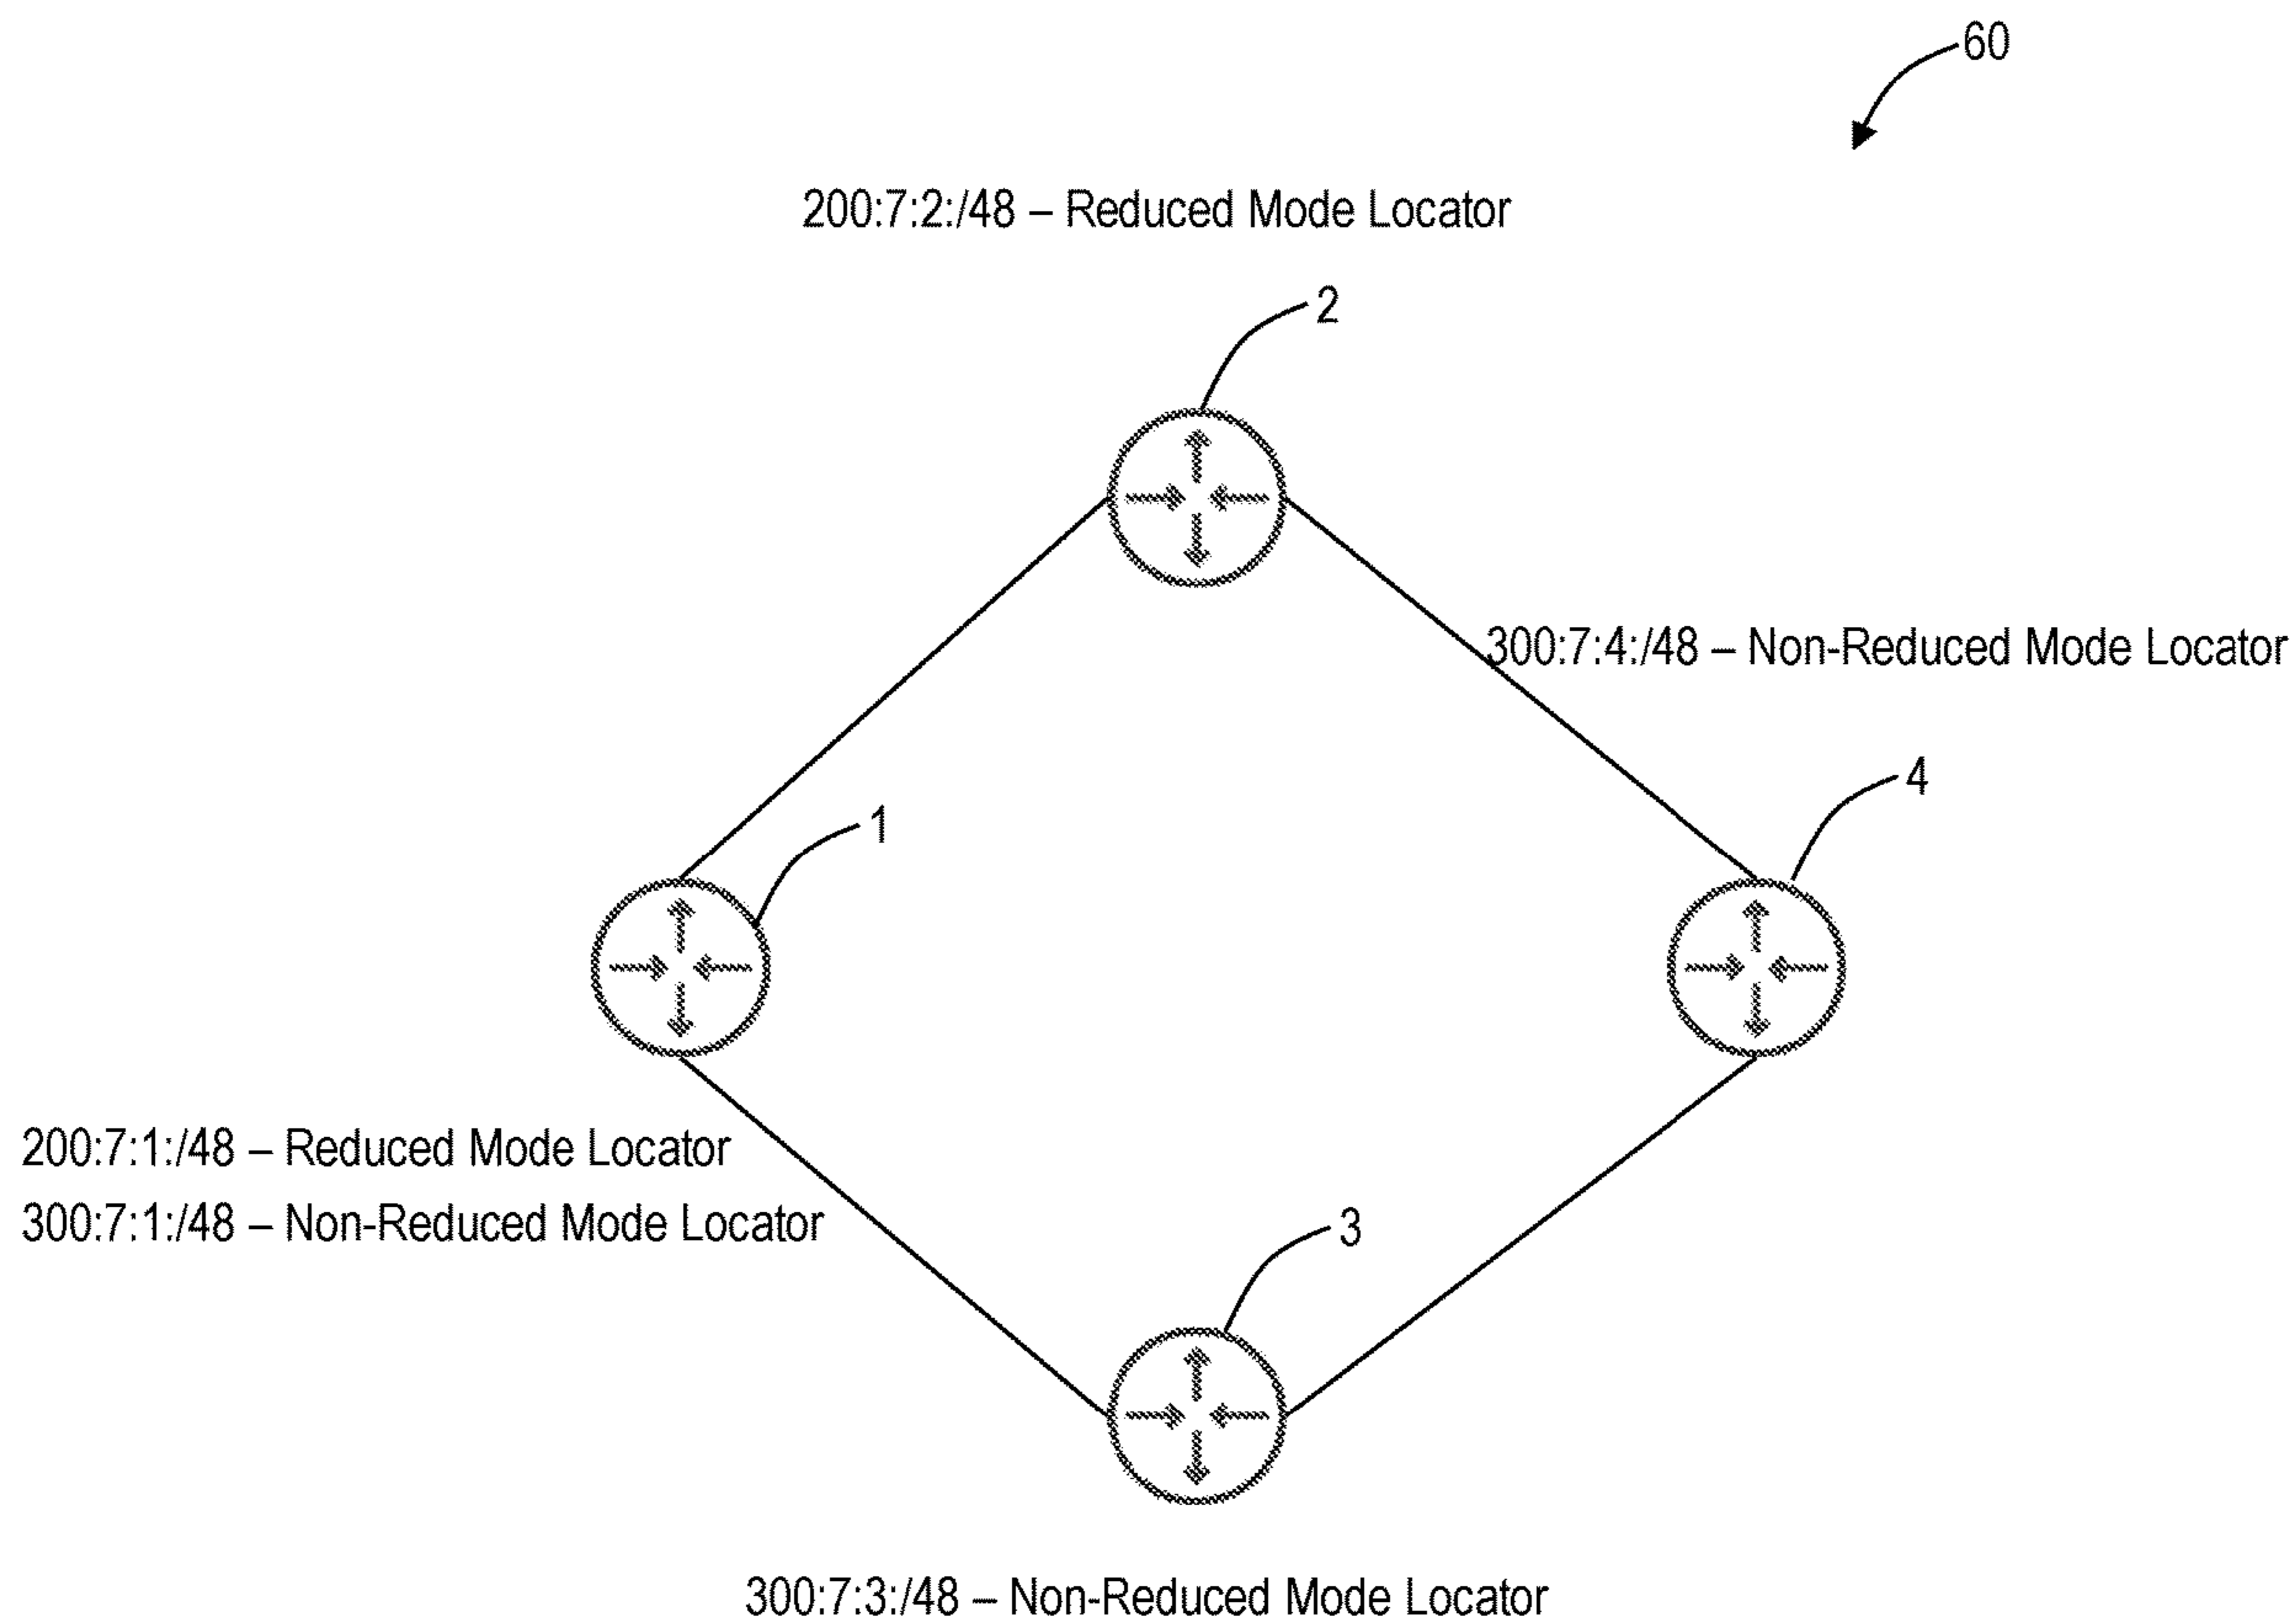 60
200:7:2:/48 – Reduced Mode Locator
2
300:7:4:/48 – Non-Reduced Mode Locator
4
1
200:7:1:/48 – Reduced Mode Locator
300:7:1:/48 – Non-Reduced Mode Locator
3
300:7:3:/48 – Non-Reduced Mode Locator